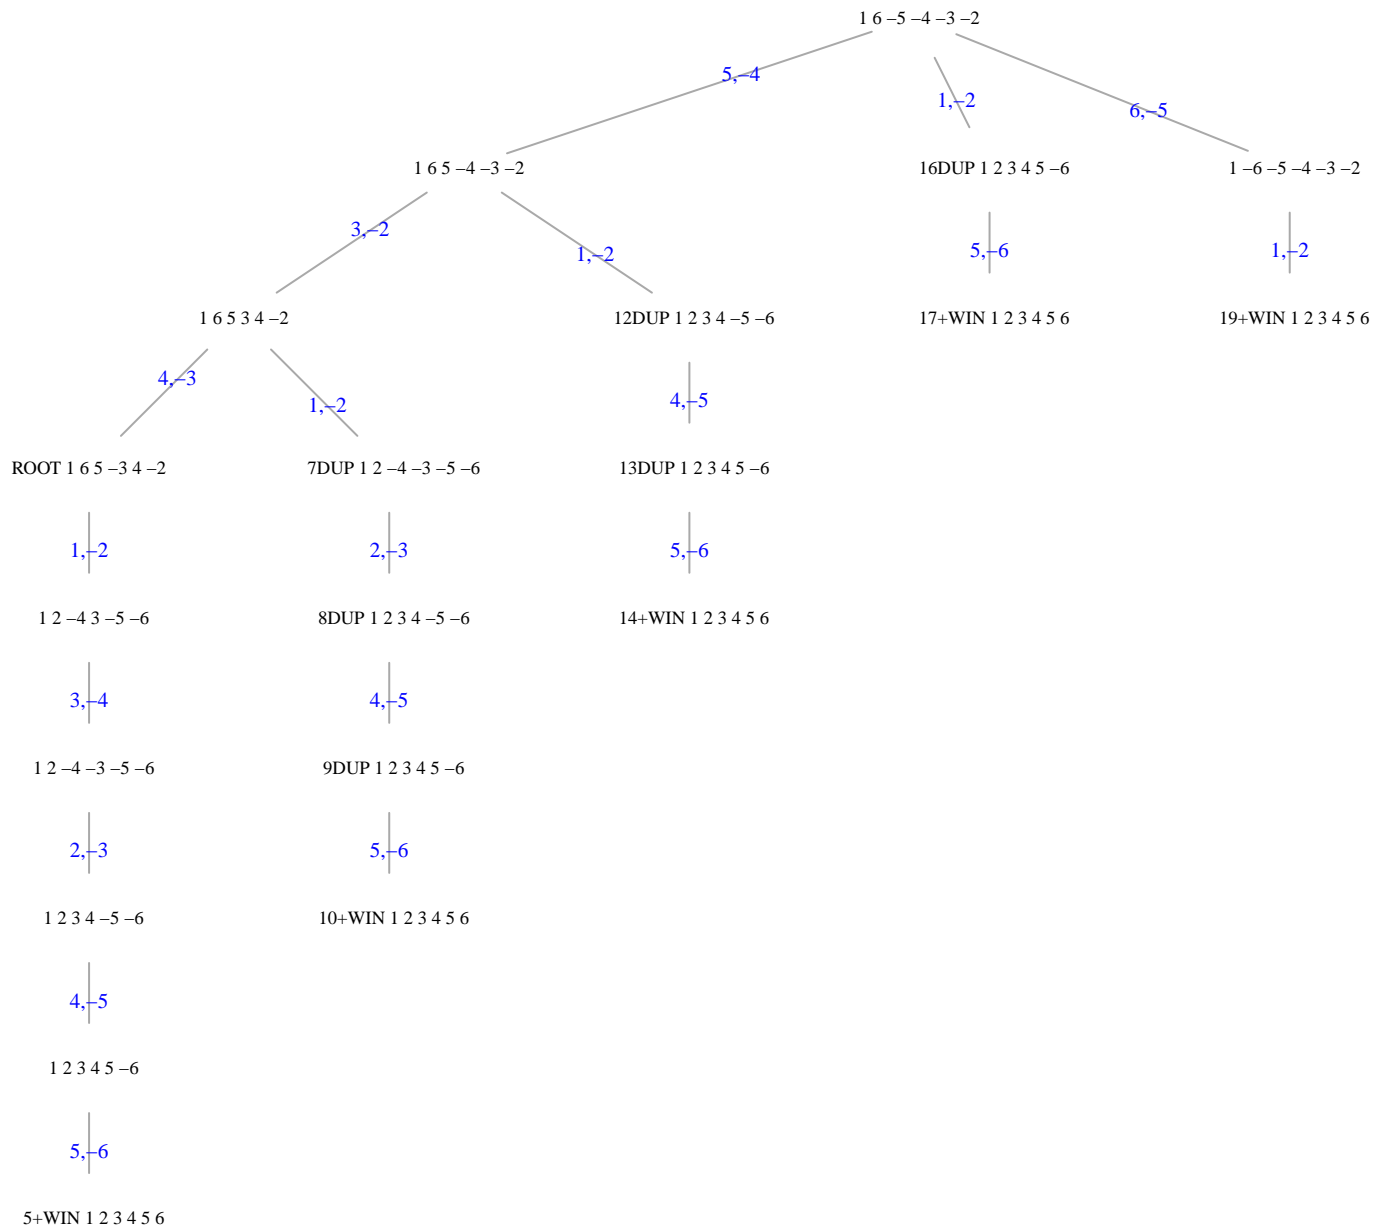 1 6 –5 –4 –3 –2
5,–4
1,–2
6,–5
1 6 5 –4 –3 –2
16DUP 1 2 3 4 5 –6
1 –6 –5 –4 –3 –2
3,–2
1,–2
5,–6
1,–2
1 6 5 3 4 –2
12DUP 1 2 3 4 –5 –6
17+WIN 1 2 3 4 5 6
19+WIN 1 2 3 4 5 6
4,–3
1,–2
4,–5
ROOT 1 6 5 –3 4 –2
7DUP 1 2 –4 –3 –5 –6
13DUP 1 2 3 4 5 –6
1,–2
2,–3
5,–6
1 2 –4 3 –5 –6
8DUP 1 2 3 4 –5 –6
14+WIN 1 2 3 4 5 6
3,–4
4,–5
1 2 –4 –3 –5 –6
9DUP 1 2 3 4 5 –6
2,–3
5,–6
1 2 3 4 –5 –6
10+WIN 1 2 3 4 5 6
4,–5
1 2 3 4 5 –6
5,–6
5+WIN 1 2 3 4 5 6